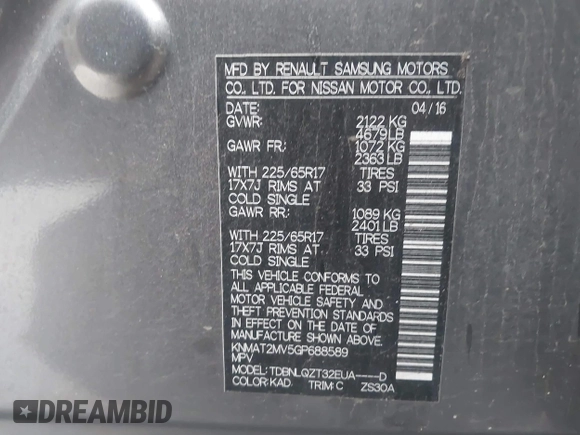 MFD BY RENAULT SAMSUNG MOTORS
CO. LTD. FOR NISSAN MOTOR CO., LTD.
DATE: 04/16
GVWR: 2122 KG
4679 LB
GAWR FR: 1072 KG
2363 LB
WITH 225/65R17 TIRES
17X7J RIMS AT 33 PSI
COLD SINGLE
GAWR RR: 1089 KG
2401 LB
WITH 225/65R17 TIRES
17X7J RIMS AT 33 PSI
COLD SINGLE
THIS VEHICLE CONFORMS TO
ALL APPLICABLE FEDERAL
MOTOR VEHICLE SAFETY AND
THEFT PREVENTION STANDARDS
IN EFFECT ON THE DATE OF
MANUFACTURE SHOWN ABOVE
KNMAT2MV5GP688589
MPV
MODEL: TDBNLQZT32EUA----D
COLOR: KAD TRIM: C ZS30A
AUTOBIDMASTER